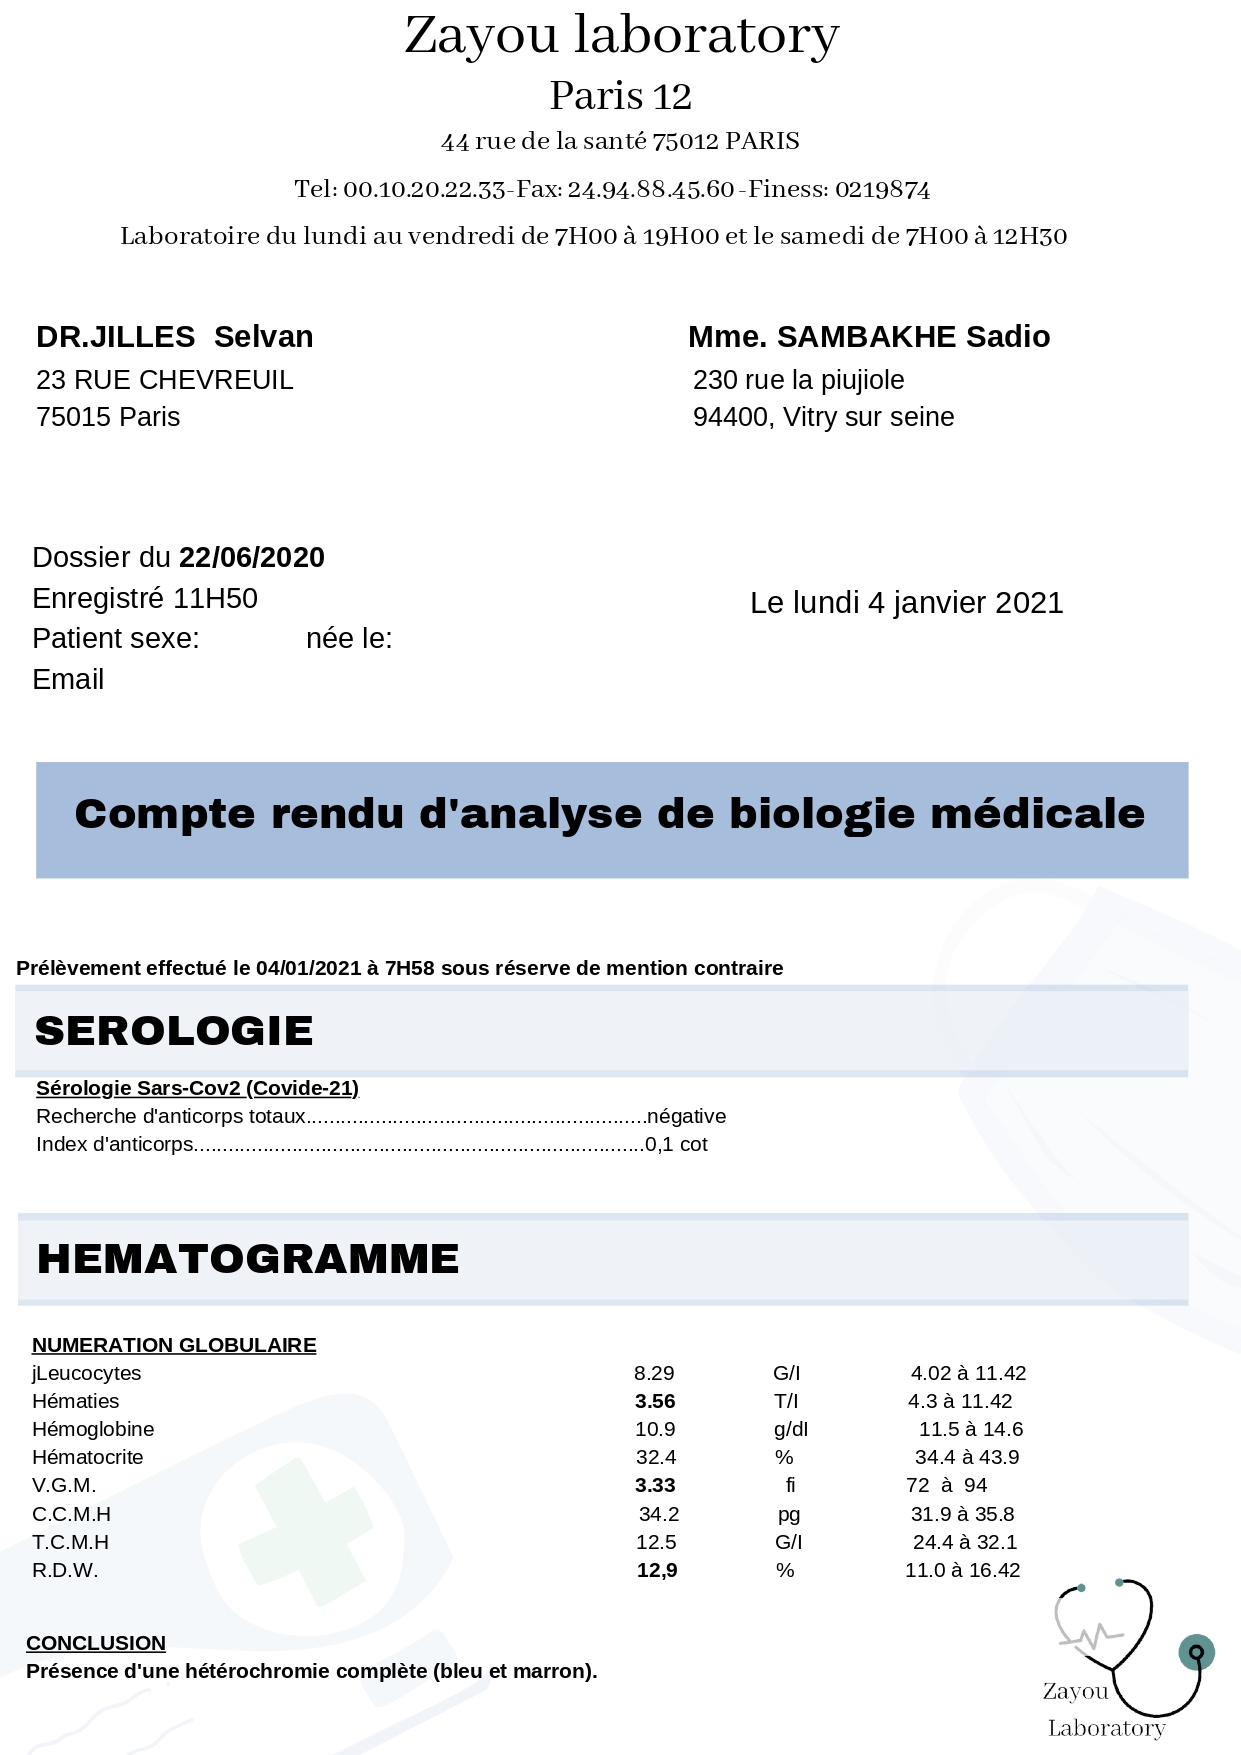 Zayou laboratory
Paris 12
44 rue de la santé 75012 PARIS
Tel: 00.10.20.22.33-Fax: 24.94.88.45.60 -Finess: 0219874
Laboratoire du lundi au vendredi de 7H00 à 19H00 et le samedi de 7H00 à 12H30
DR.JILLES Selvan
23 RUE CHEVREUIL
75015 Paris
Mme. SAMBAKHE Sadio
230 rue la piujiole
94400, Vitry sur seine
Dossier du 22/06/2020
Enregistré 11H50
Patient sexe: née le:
Email
Le lundi 4 janvier 2021
Compte rendu d'analyse de biologie médicale
Prélèvement effectué le 04/01/2021 à 7H58 sous réserve de mention contraire
SEROLOGIE
Sérologie Sars-Cov2 (Covide-21)
Recherche d'anticorps totaux..............................................................négative
Index d'anticorps..................................................................................0,1 cot
HEMATOGRAMME
NUMERATION GLOBULAIRE
jLeucocytes 8.29 G/l 4.02 à 11.42
Hématies 3.56 T/l 4.3 à 11.42
Hémoglobine 10.9 g/dl 11.5 à 14.6
Hématocrite 32.4 % 34.4 à 43.9
V.G.M. 3.33 fi 72 à 94
C.C.M.H 34.2 pg 31.9 à 35.8
T.C.M.H 12.5 G/l 24.4 à 32.1
R.D.W. 12,9 % 11.0 à 16.42
CONCLUSION
Présence d'une hétérochromie complète (bleu et marron).
Zayou
Laboratory